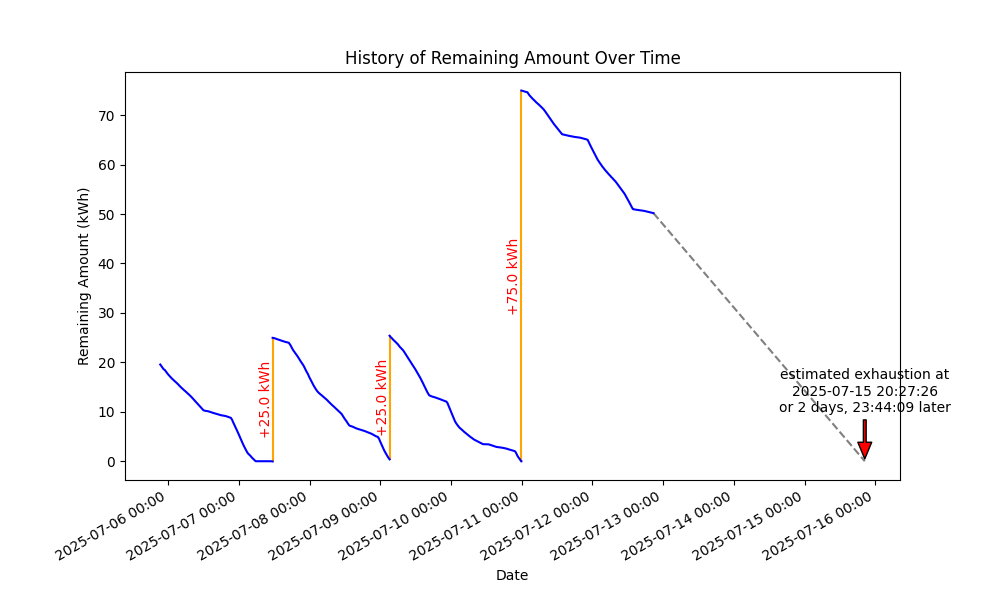 History of Remaining Amount Over Time
Remaining Amount (kWh)
70
60
50
40
30
20
10
0
+25.0 kWh
+25.0 kWh
+75.0 kWh
estimated exhaustion at
2025-07-15 20:27:26
or 2 days, 23:44:09 later
2025-07-06 00:00
2025-07-07 00:00
2025-07-08 00:00
2025-07-09 00:00
2025-07-10 00:00
2025-07-11 00:00
2025-07-12 00:00
2025-07-13 00:00
2025-07-14 00:00
2025-07-15 00:00
2025-07-16 00:00
Date